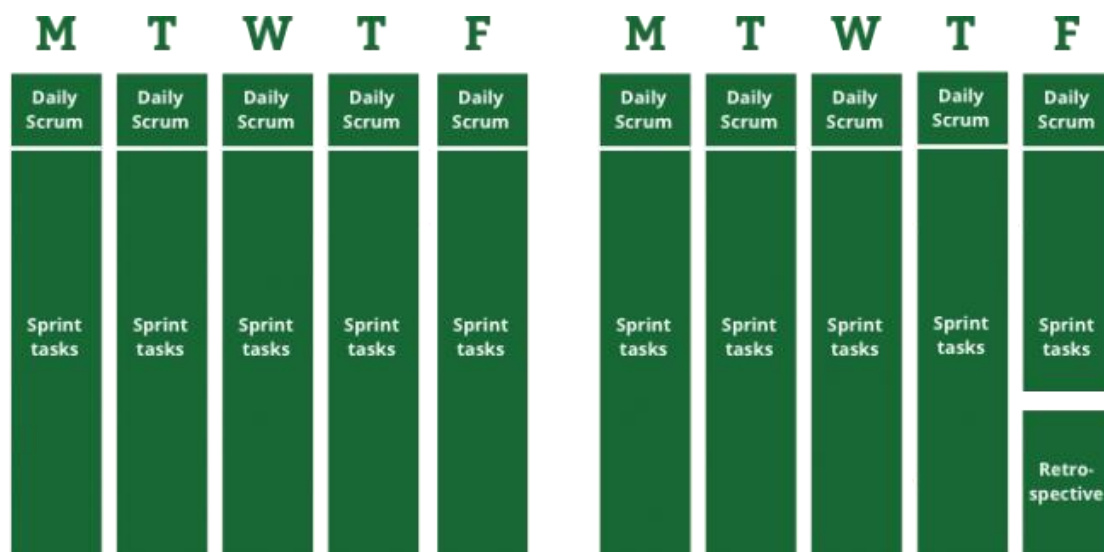 M T W T F M T W T F
Daily Daily Daily Daily Daily Daily Daily Daily Daily Daily
Scrum Scrum Scrum Scrum Scrum Scrum Scrum Scrum Scrum Scrum
Sprint Sprint Sprint Sprint Sprint Sprint Sprint Sprint Sprint Sprint
tasks tasks tasks tasks tasks tasks tasks tasks tasks tasks
Retro-
spective